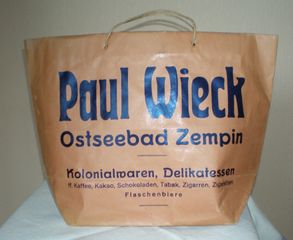 Paul Wieck
Ostseebad Zempin
Kolonialwaren, Delikatessen
ff. Kaffee, Kakao, Schokoladen, Tabak, Zigarren, Zigaretten
Flaschenbiere